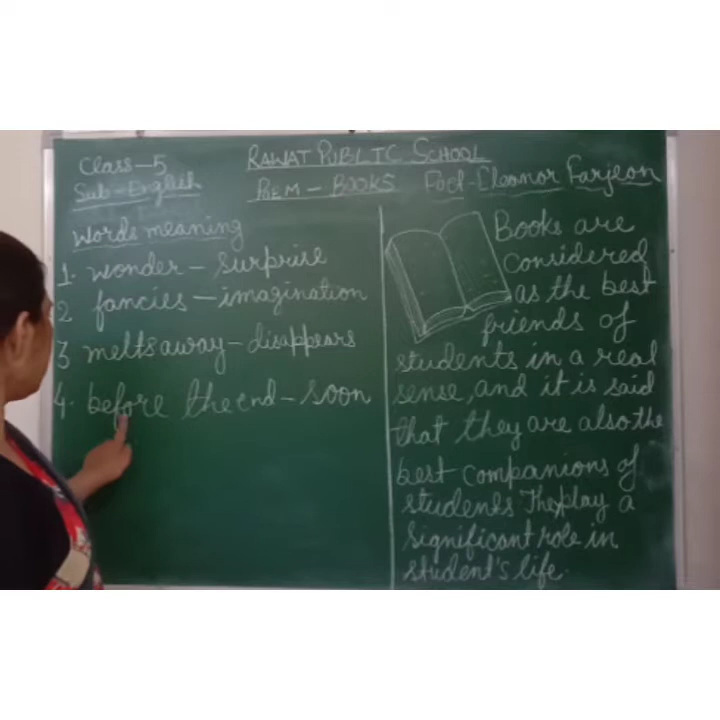 Class-5
RAWAT PUBLIC SCHOOL
Sub-English
POEM - BOOKS Poet-Eleanor Farjeon
Words meaning
1. wonder - surprise
2 fancies - imagination
3 melts away - disappears
4. before the end - soon
Books are
considered
as the best
friends of
students in a real
sense, and it is said
that they are also the
best companions of
students They play a
significant role in
student's life.